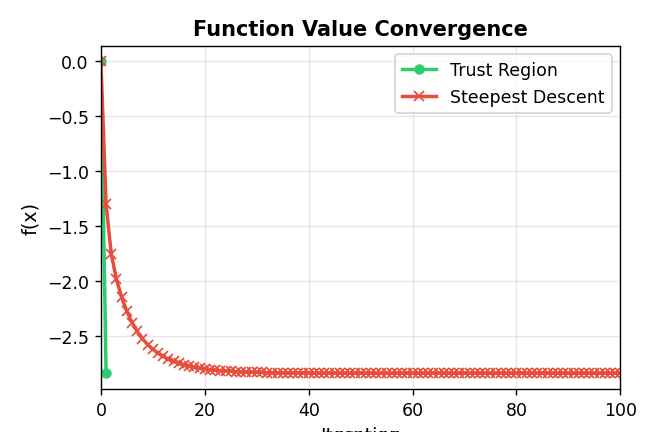 Function Value Convergence
Trust Region
Steepest Descent
f(x)
0.0
−0.5
−1.0
−1.5
−2.0
−2.5
0 20 40 60 80 100